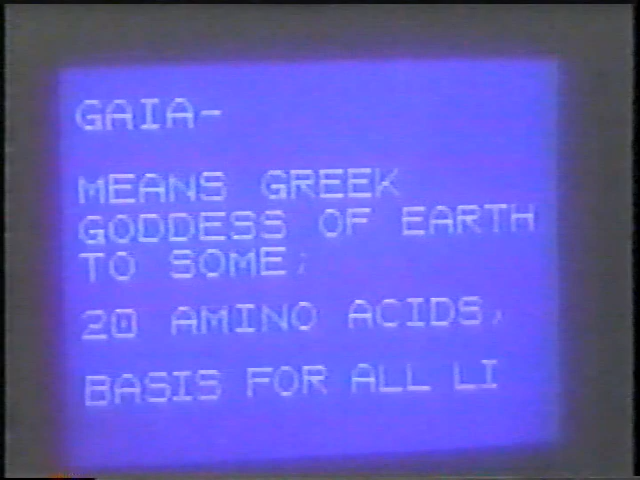 GAIA-
MEANS GREEK
GODDESS OF EARTH
TO SOME;
20 AMINO ACIDS,
BASIS FOR ALL LI